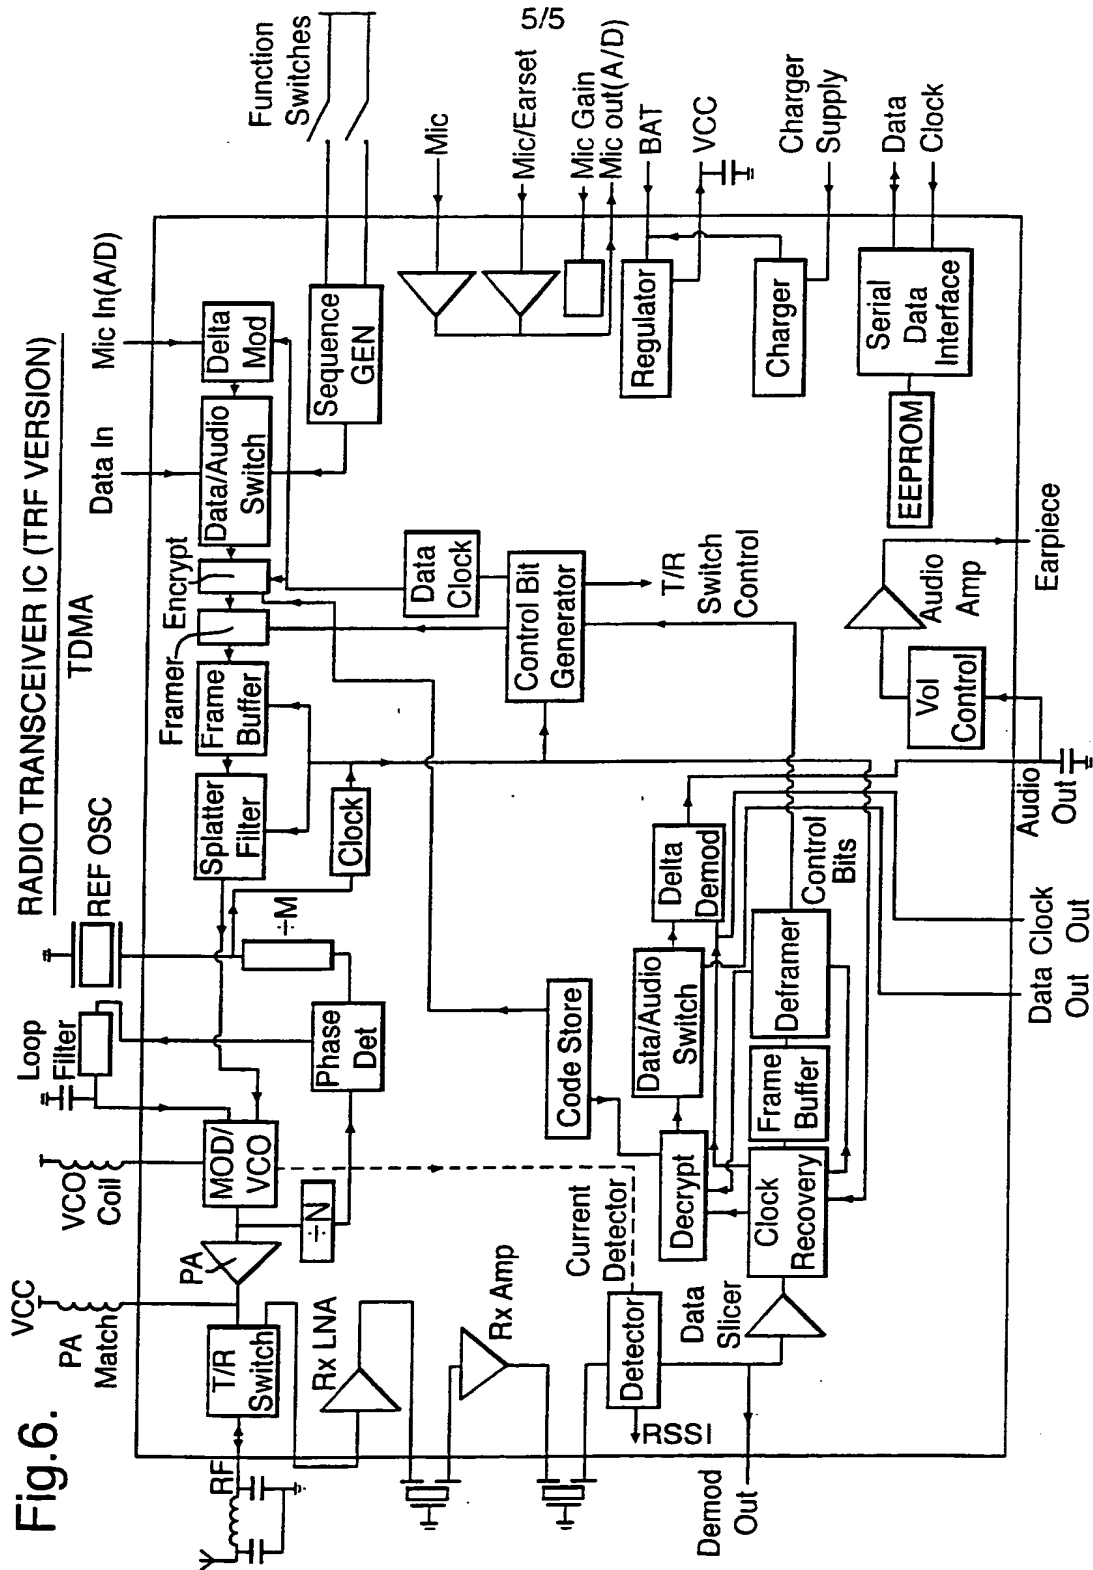 5/5
Fig.6.
RADIO TRANSCEIVER IC (TRF VERSION)
TDMA
VCC
PA
Match
VCO
Coil
Loop
Filter
REF OSC
Data In
Mic In(A/D)
Function
Switches
RF
T/R
Switch
PA
MOD/
VCO
÷N
Phase
Det
÷M
Splatter
Filter
Frame
Buffer
Framer
Encrypt
Data/Audio
Switch
Delta
Mod
Sequence
GEN
Clock
Data
Clock
Control Bit
Generator
T/R
Switch
Control
Mic
Mic/Earset
Mic Gain
Mic out(A/D)
BAT
VCC
Regulator
Charger
Charger
Supply
Serial
Data
Interface
Data
Clock
EEPROM
Rx LNA
Rx Amp
Current
Detector
Detector
RSSI
Data
Slicer
Code Store
Decrypt
Data/Audio
Switch
Delta
Demod
Clock
Recovery
Frame
Buffer
Deframer
Control
Bits
Vol
Control
Audio
Amp
Earpiece
Demod
Out
Data
Out
Clock
Out
Audio
Out